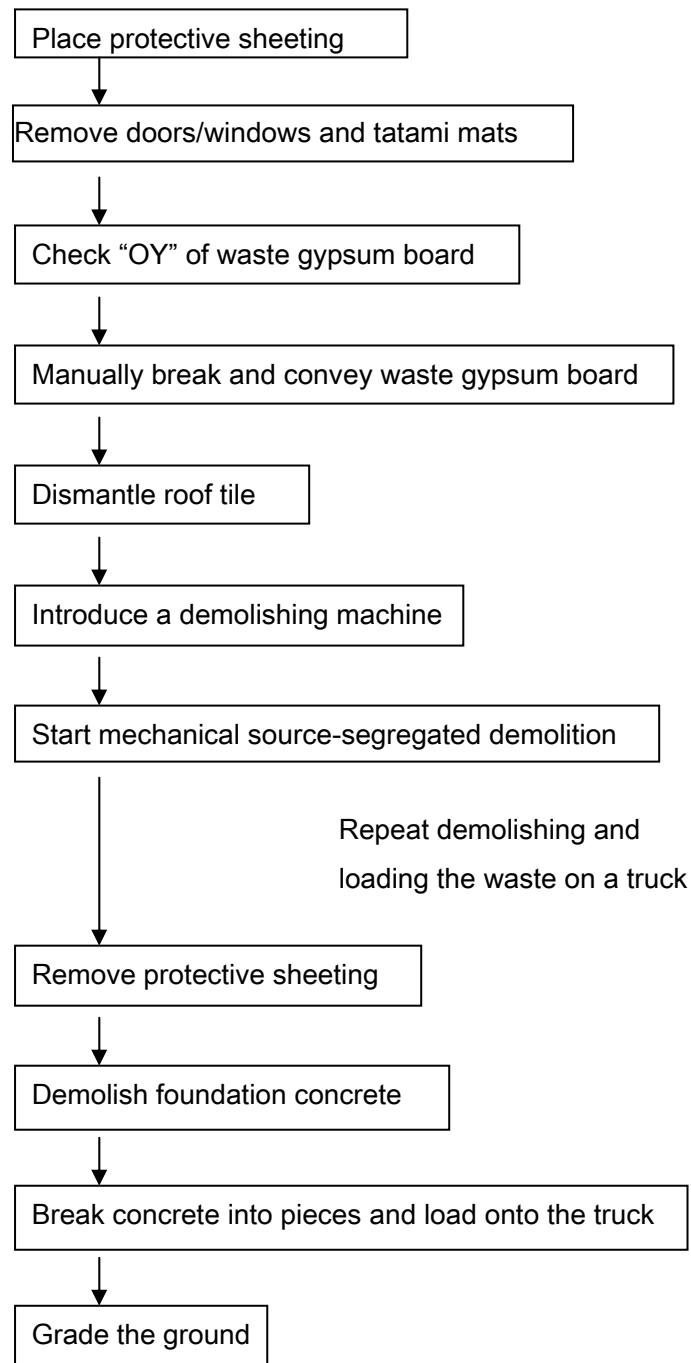 Place protective sheeting
Remove doors/windows and tatami mats
Check “OY” of waste gypsum board
Manually break and convey waste gypsum board
Dismantle roof tile
Introduce a demolishing machine
Start mechanical source-segregated demolition
Repeat demolishing and
loading the waste on a truck
Remove protective sheeting
Demolish foundation concrete
Break concrete into pieces and load onto the truck
Grade the ground